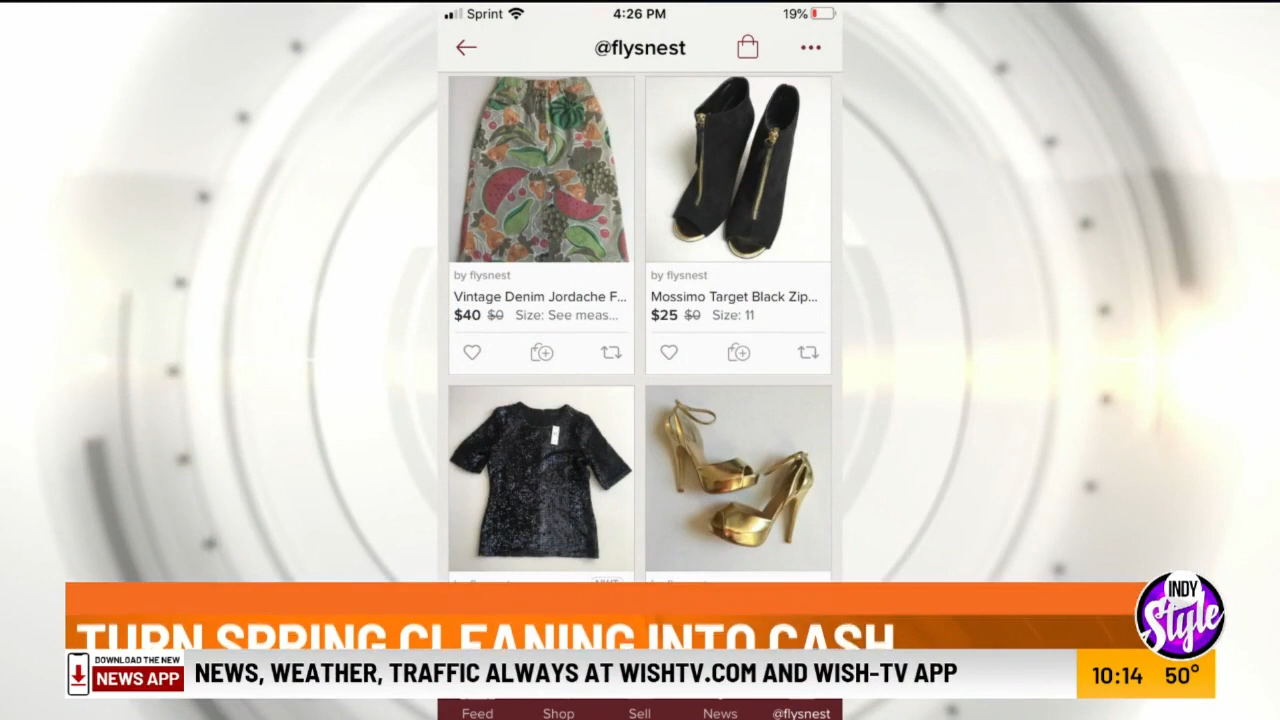 Sprint 4:26 PM 19%
@flysnest
by flysnest
Vintage Denim Jordache F...
$40 $0 Size: See meas...
by flysnest
Mossimo Target Black Zip...
$25 $0 Size: 11
TURN SPRING CLEANING INTO CASH
INDY
Style
DOWNLOAD THE NEW
NEWS APP
NEWS, WEATHER, TRAFFIC ALWAYS AT WISHTV.COM AND WISH-TV APP
10:14 50°
Feed Shop Sell News @flysnest